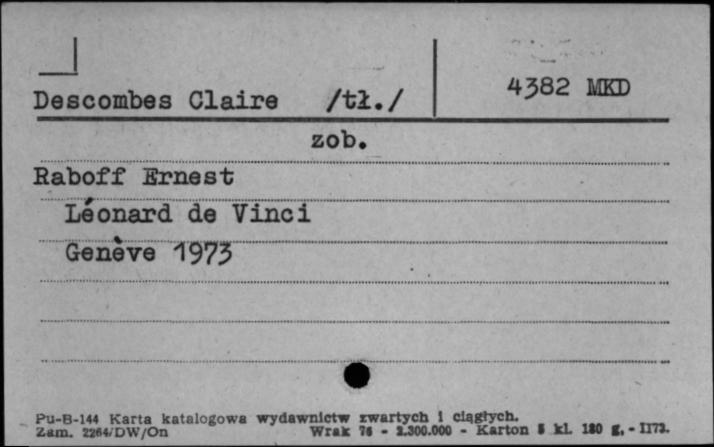 Descombes Claire /tł./
4382 MKD
zob.
Raboff Ernest
Léonard de Vinci
Genève 1973
Pu-B-144 Karta katalogowa wydawnictw zwartych i ciągłych.
Zam. 2264/DW/On Wrak 76 - 2.300.000 - Karton 5 kl. 180 g. - II73.